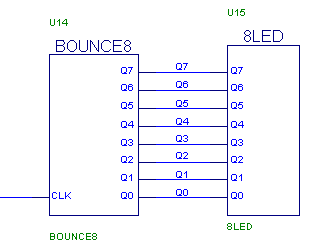 U14
U15
BOUNCE8
8LED
Q7 Q7 Q7
Q6 Q6 Q6
Q5 Q5 Q5
Q4 Q4 Q4
Q3 Q3 Q3
Q2 Q2 Q2
Q1 Q1 Q1
CLK Q0 Q0 Q0
BOUNCE8
8LED